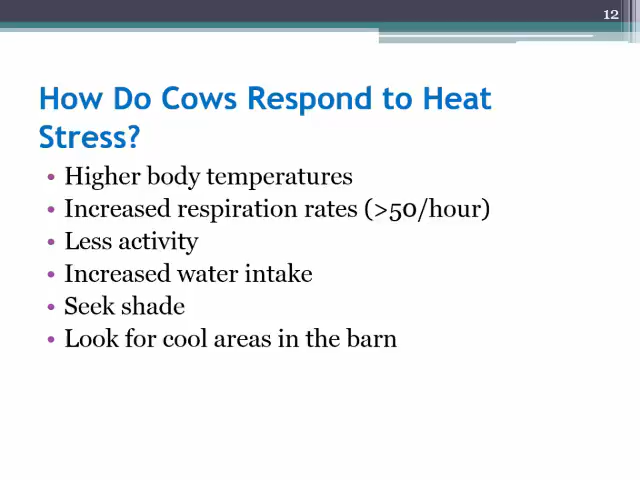 12
How Do Cows Respond to Heat
Stress?
• Higher body temperatures
• Increased respiration rates (>50/hour)
• Less activity
• Increased water intake
• Seek shade
• Look for cool areas in the barn